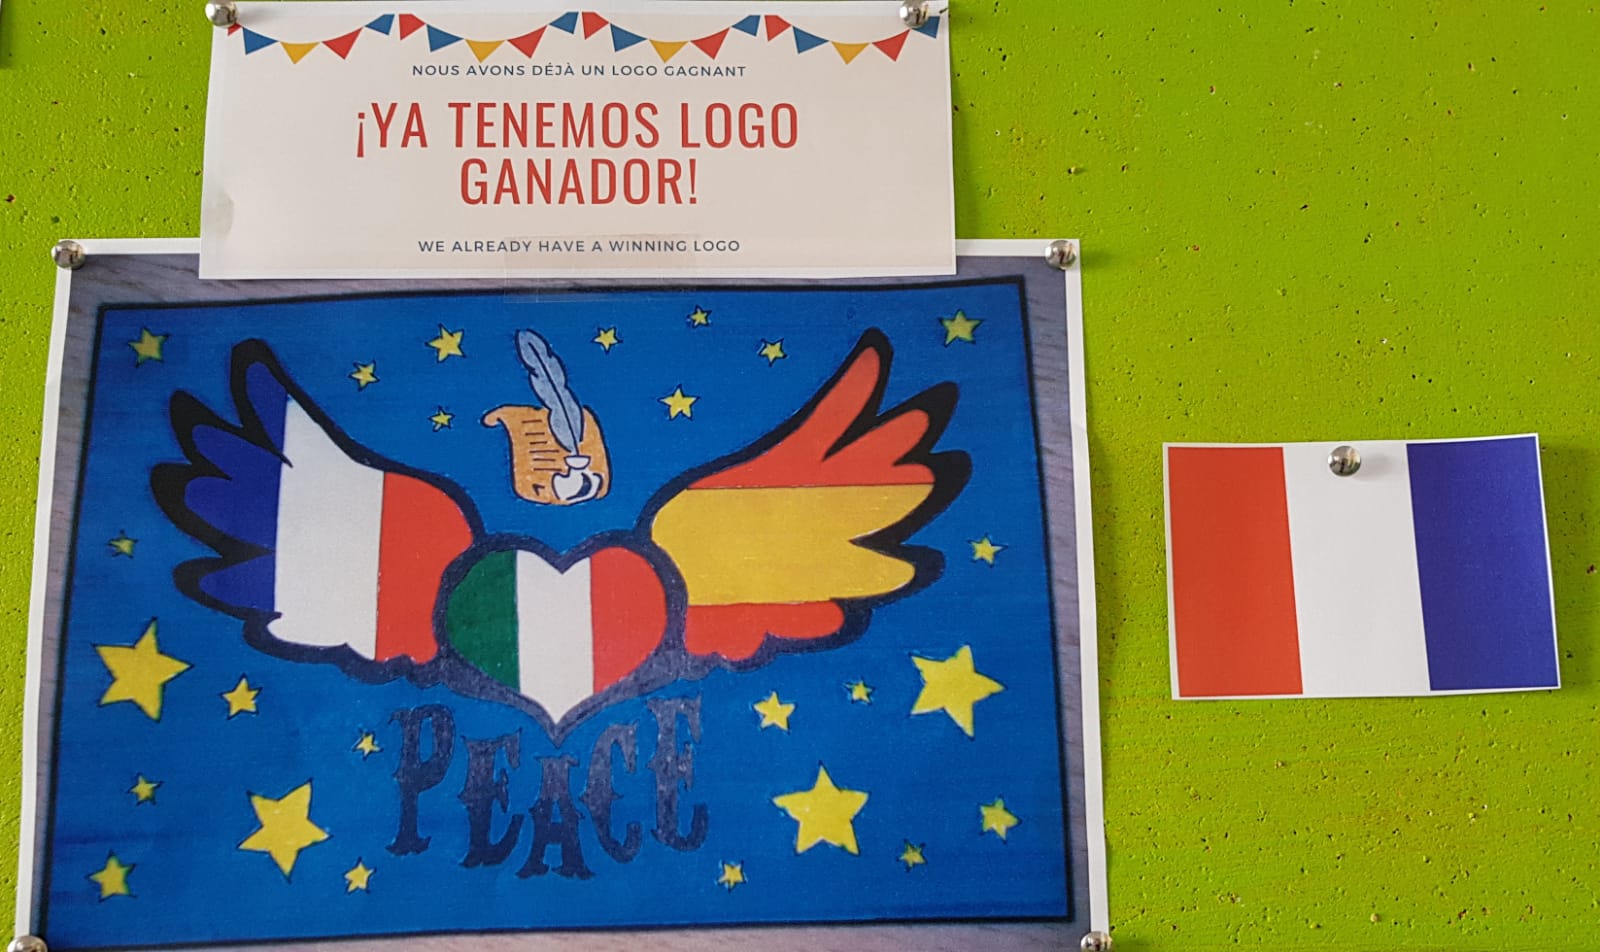 NOUS AVONS DÉJÀ UN LOGO GAGNANT
¡YA TENEMOS LOGO
GANADOR!
WE ALREADY HAVE A WINNING LOGO
PEACE